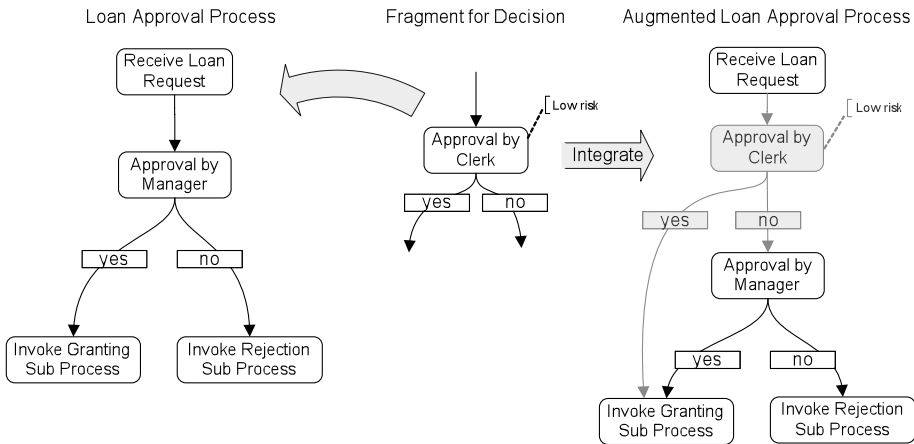 Loan Approval Process
Receive Loan
Request
Approval by
Manager
yes
no
Invoke Granting
Sub Process
Invoke Rejection
Sub Process
Fragment for Decision
Low risk
Approval by
Clerk
yes
no
Integrate
Augmented Loan Approval Process
Receive Loan
Request
Low risk
Approval by
Clerk
yes
no
Approval by
Manager
yes
no
Invoke Granting
Sub Process
Invoke Rejection
Sub Process